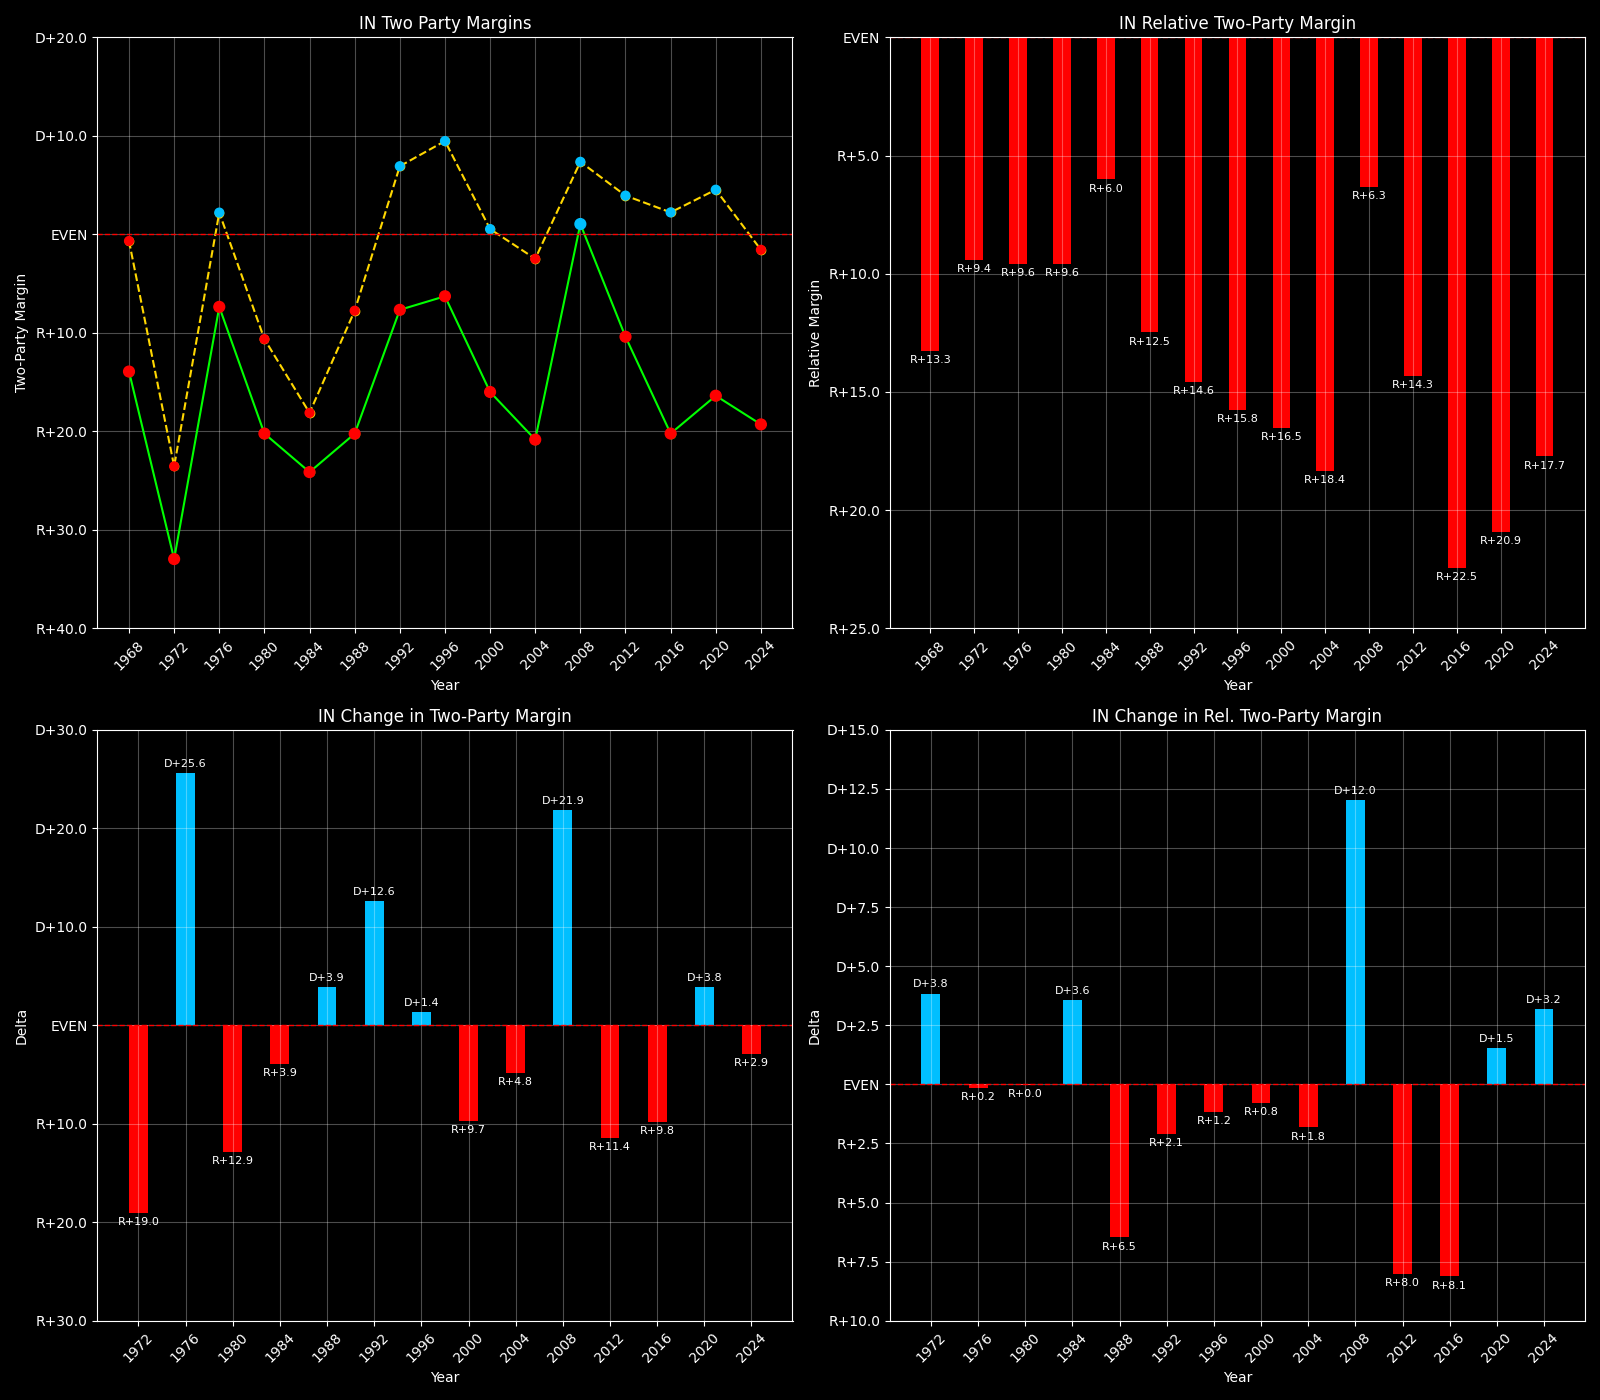 IN Two Party Margins
D+20.0
D+10.0
EVEN
R+10.0
R+20.0
R+30.0
R+40.0
Two-Party Margin
1968
1972
1976
1980
1984
1988
1992
1996
2000
2004
2008
2012
2016
2020
2024
Year
IN Relative Two-Party Margin
EVEN
R+5.0
R+10.0
R+15.0
R+20.0
R+25.0
Relative Margin
R+13.3
R+9.4
R+9.6
R+9.6
R+6.0
R+12.5
R+14.6
R+15.8
R+16.5
R+18.4
R+6.3
R+14.3
R+22.5
R+20.9
R+17.7
1968
1972
1976
1980
1984
1988
1992
1996
2000
2004
2008
2012
2016
2020
2024
Year
IN Change in Two-Party Margin
D+30.0
D+20.0
D+10.0
EVEN
R+10.0
R+20.0
R+30.0
Delta
R+19.0
D+25.6
R+12.9
R+3.9
D+3.9
D+12.6
D+1.4
R+9.7
R+4.8
D+21.9
R+11.4
R+9.8
D+3.8
R+2.9
1972
1976
1980
1984
1988
1992
1996
2000
2004
2008
2012
2016
2020
2024
Year
IN Change in Rel. Two-Party Margin
D+15.0
D+12.5
D+10.0
D+7.5
D+5.0
D+2.5
EVEN
R+2.5
R+5.0
R+7.5
R+10.0
Delta
D+3.8
R+0.2
R+0.0
D+3.6
R+6.5
R+2.1
R+1.2
R+0.8
R+1.8
D+12.0
R+8.0
R+8.1
D+1.5
D+3.2
1972
1976
1980
1984
1988
1992
1996
2000
2004
2008
2012
2016
2020
2024
Year